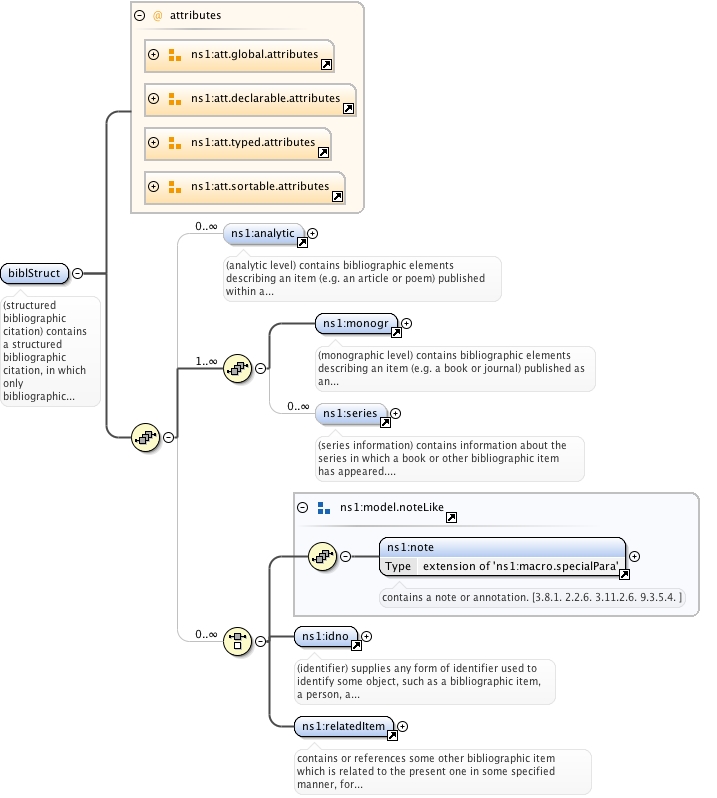 @ attributes
ns1:att.global.attributes
ns1:att.declarable.attributes
ns1:att.typed.attributes
ns1:att.sortable.attributes
biblStruct
(structured
bibliographic
citation) contains
a structured
bibliographic
citation, in which
only
bibliographic...
0..∞
ns1:analytic
(analytic level) contains bibliographic elements
describing an item (e.g. an article or poem) published
within a...
1..∞
ns1:monogr
(monographic level) contains bibliographic elements
describing an item (e.g. a book or journal) published as
an...
0..∞
ns1:series
(series information) contains information about the
series in which a book or other bibliographic item
has appeared....
0..∞
ns1:model.noteLike
ns1:note
Type extension of 'ns1:macro.specialPara'
contains a note or annotation. [3.8.1. 2.2.6. 3.11.2.6. 9.3.5.4. ]
ns1:idno
(identifier) supplies any form of identifier used to
identify some object, such as a bibliographic item,
a person, a...
ns1:relatedItem
contains or references some other bibliographic item
which is related to the present one in some specified
manner, for...